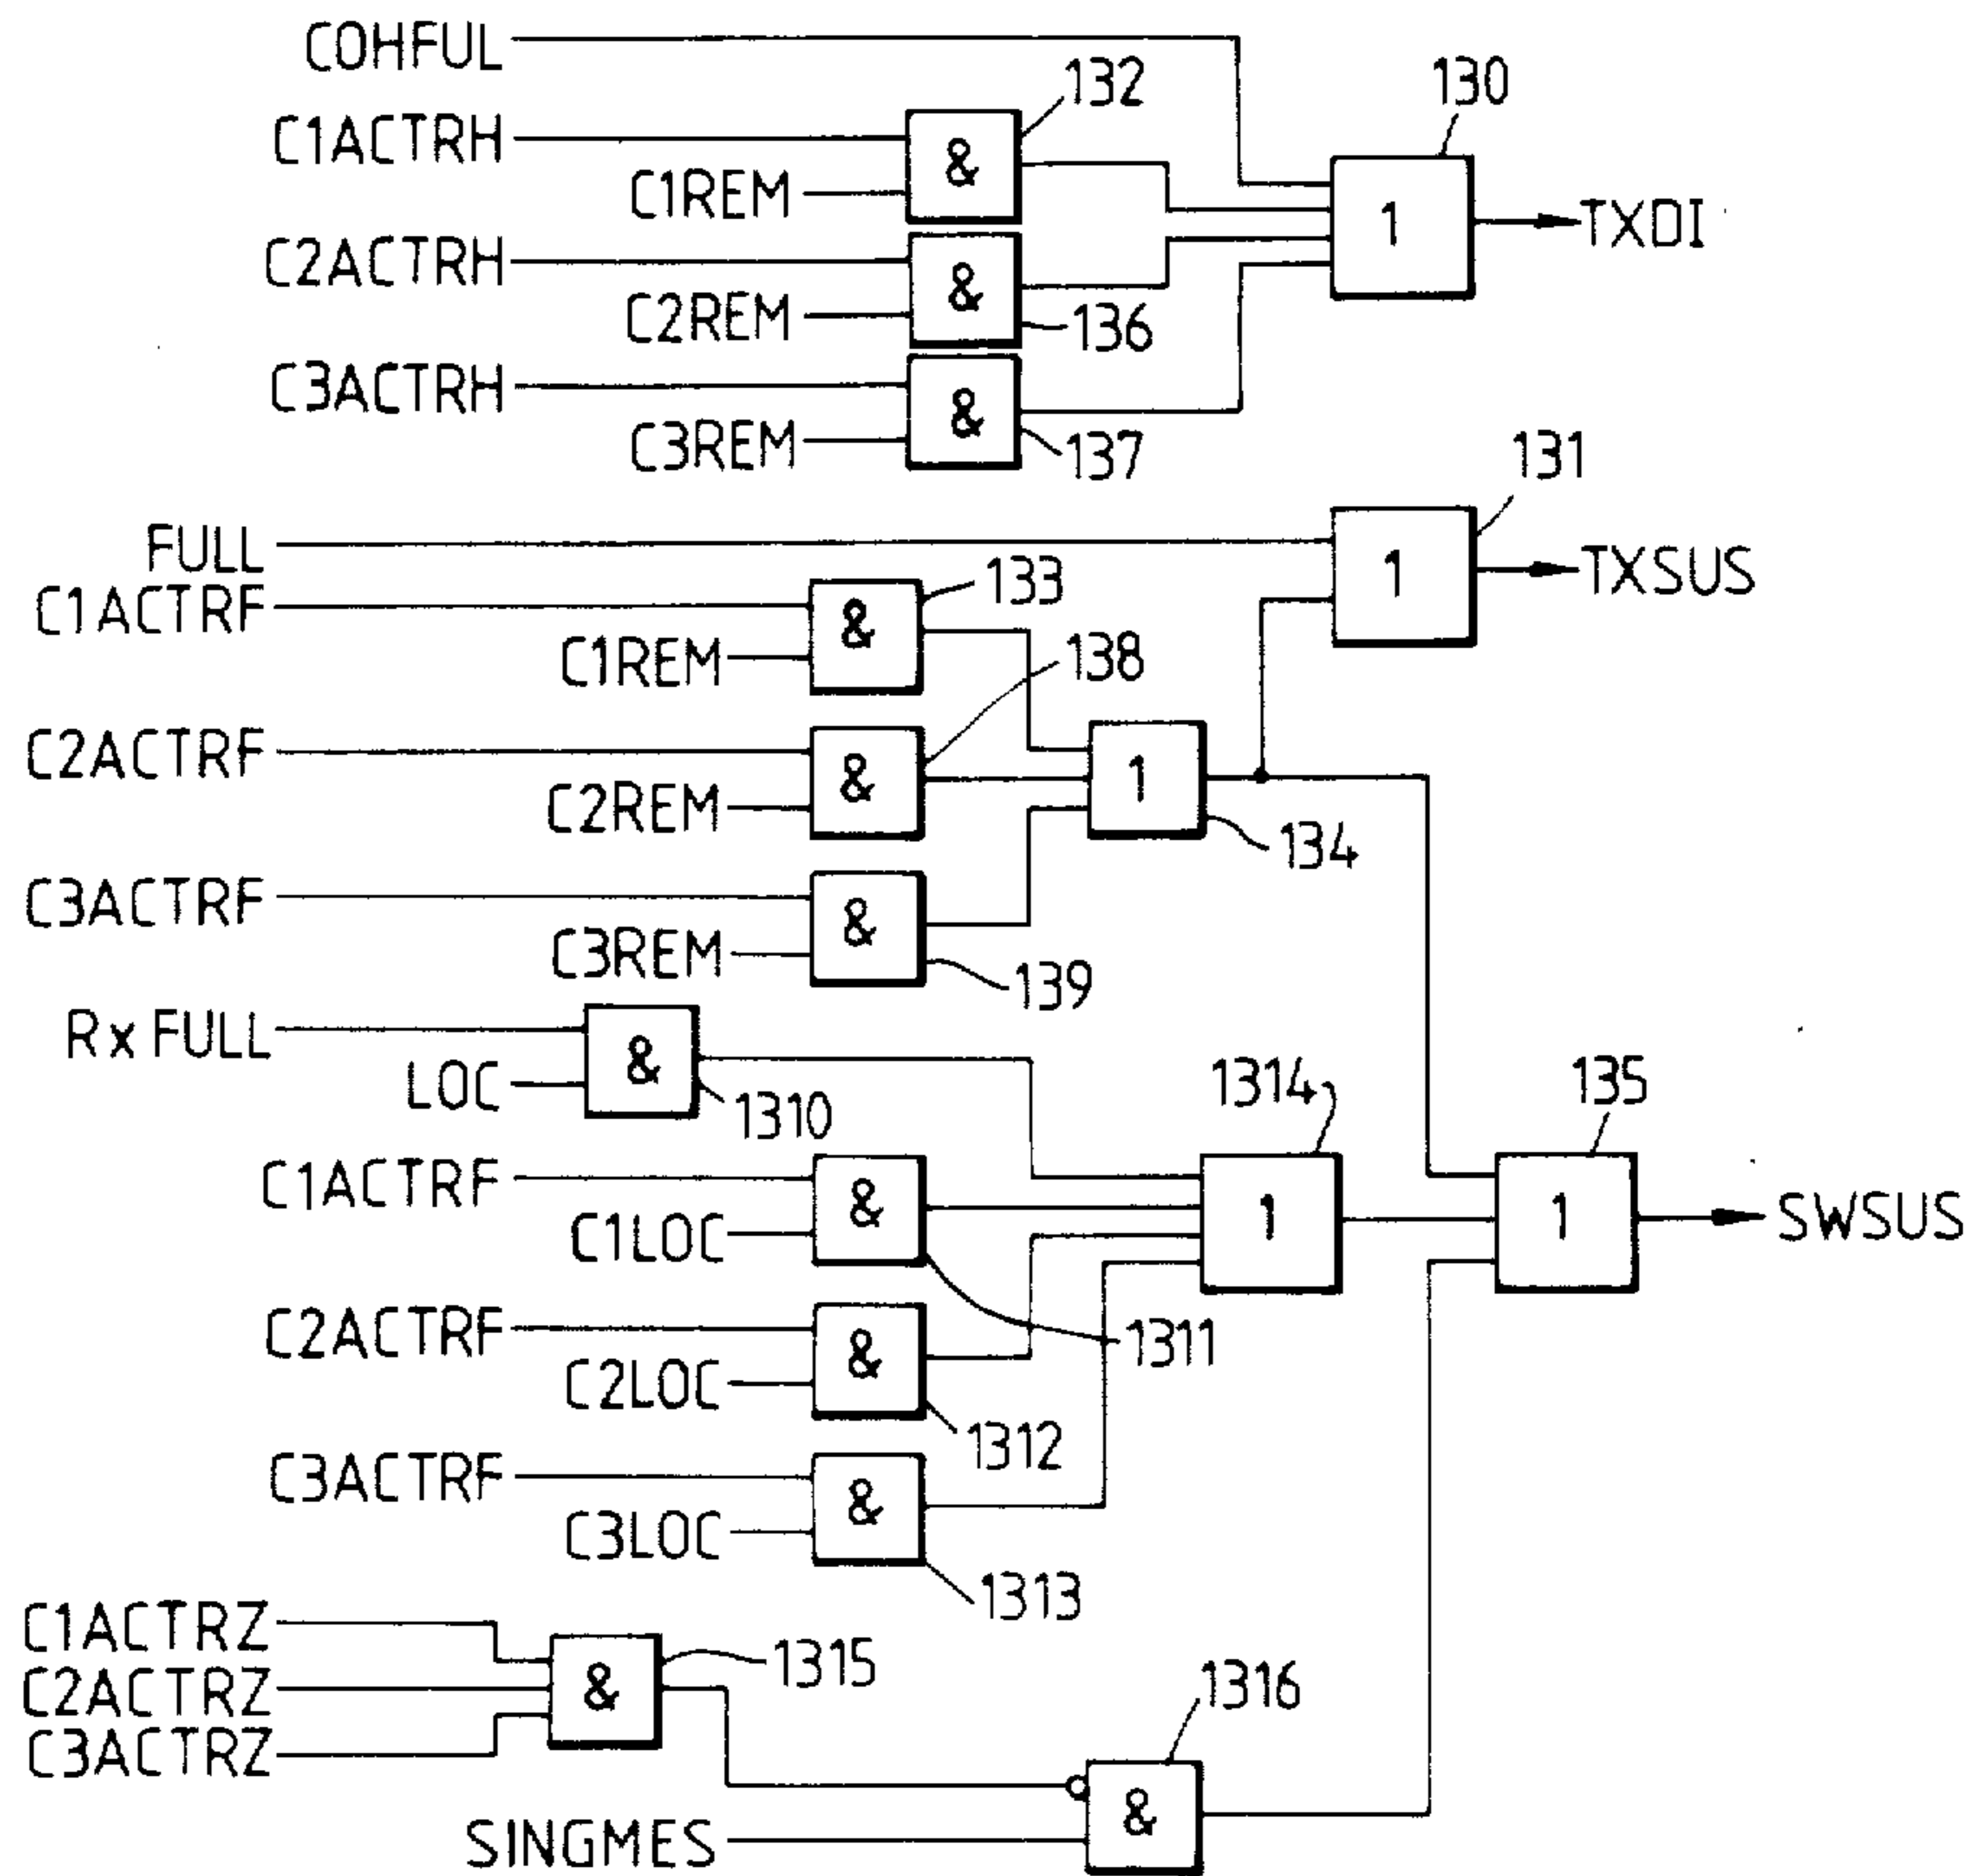 COHFUL
132
130
C1ACTRH
&
C1REM
1
TXDI
C2ACTRH
&
C2REM
136
C3ACTRH
&
C3REM
137
131
FULL
1
TXSUS
133
C1ACTRF
&
C1REM
138
C2ACTRF
&
1
C2REM
134
C3ACTRF
&
C3REM
139
Rx FULL
&
LOC
1310
1314
135
C1ACTRF
&
C1LOC
1
1
SWSUS
C2ACTRF
&
1311
C2LOC
1312
C3ACTRF
&
C3LOC
1313
C1ACTRZ
1315
C2ACTRZ
&
1316
C3ACTRZ
&
SINGMES